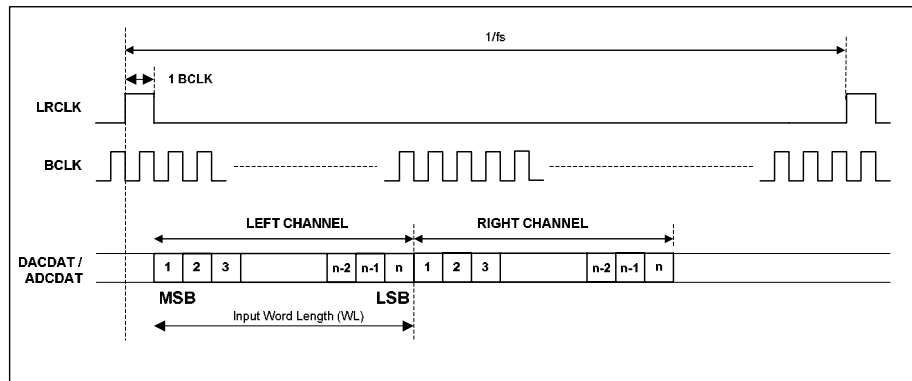 1/fs
1 BCLK
LRCLK
BCLK
LEFT CHANNEL RIGHT CHANNEL
DACDAT /
ADCDAT
1 2 3 n-2 n-1 n 1 2 3 n-2 n-1 n
MSB LSB
Input Word Length (WL)